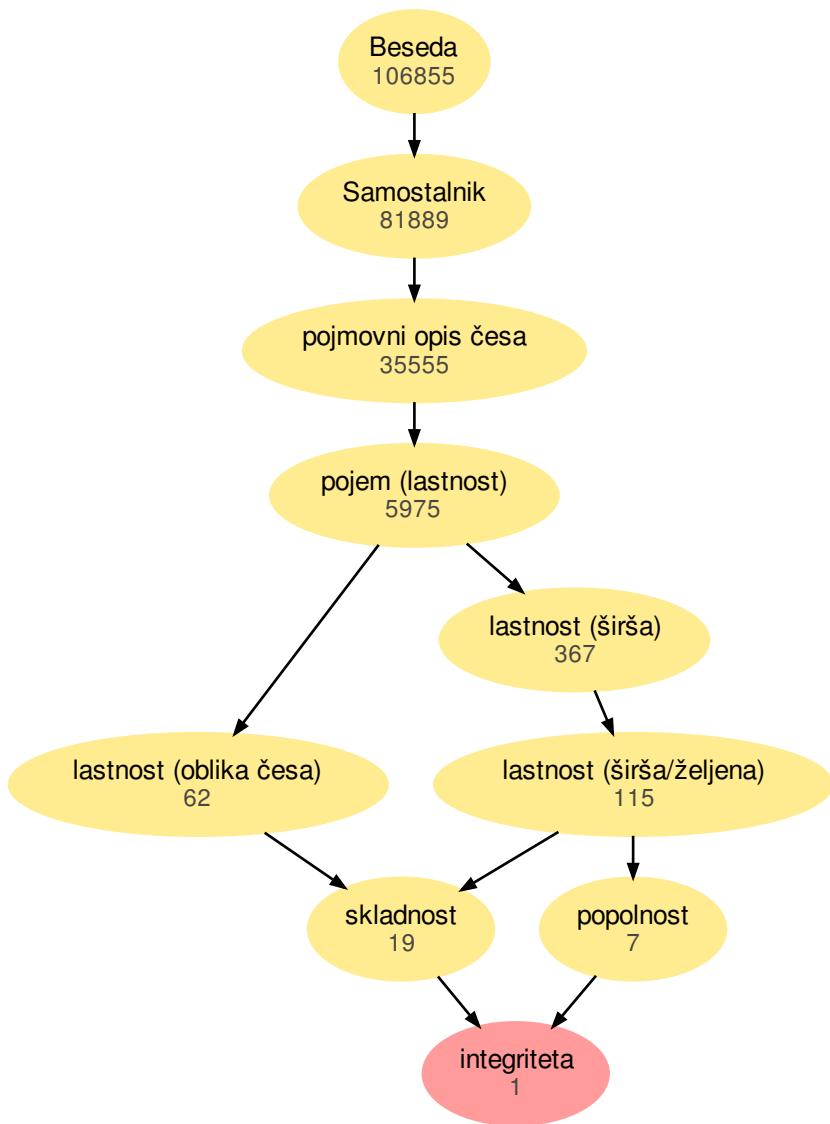 Beseda
106855
Samostalnik
81889
pojmovni opis česa
35555
pojem (lastnost)
5975
lastnost (širša)
367
lastnost (oblika česa)
62
lastnost (širša/željena)
115
skladnost
19
popolnost
7
integriteta
1